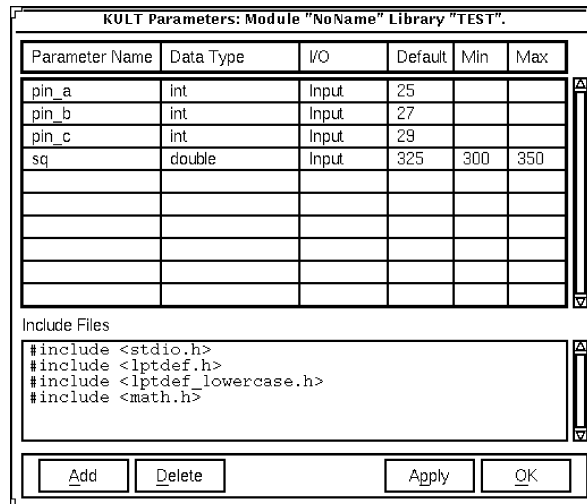 KULT Parameters: Module "NoName" Library "TEST".
Parameter Name Data Type I/O Default Min Max
pin_a int Input 25
pin_b int Input 27
pin_c int Input 29
sq double Input 325 300 350
Include Files
#include <stdio.h>
#include <lptdef.h>
#include <lptdef_lowercase.h>
#include <math.h>
Add Delete Apply OK